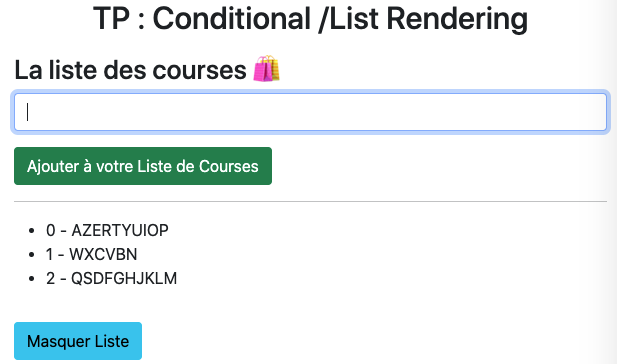 TP : Conditional /List Rendering
La liste des courses 🛍️
Ajouter à votre Liste de Courses
• 0 - AZERTYUIOP
• 1 - WXCVBN
• 2 - QSDFGHJKLM
Masquer Liste